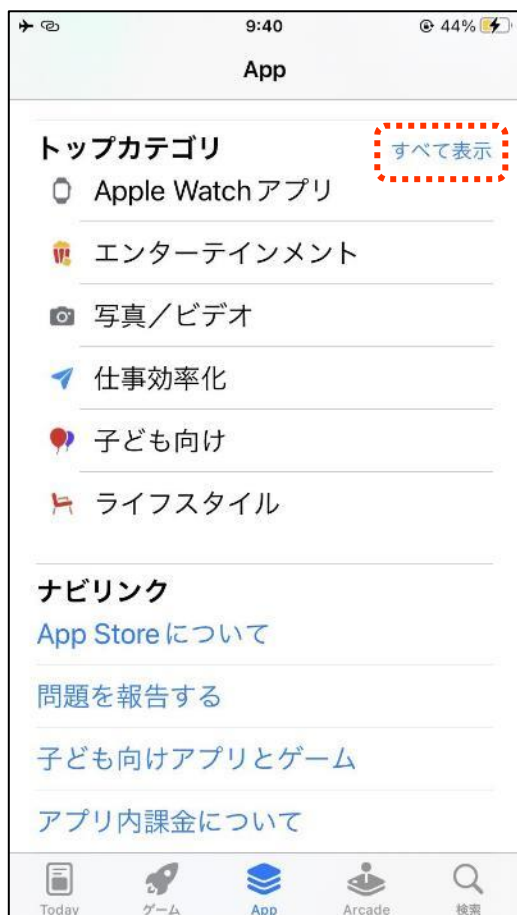 9:40
44%
App
トップカテゴリ
すべて表示
Apple Watchアプリ
エンターテインメント
写真／ビデオ
仕事効率化
子ども向け
ライフスタイル
ナビリンク
App Storeについて
問題を報告する
子ども向けアプリとゲーム
アプリ内課金について
Today ゲーム App Arcade 検索